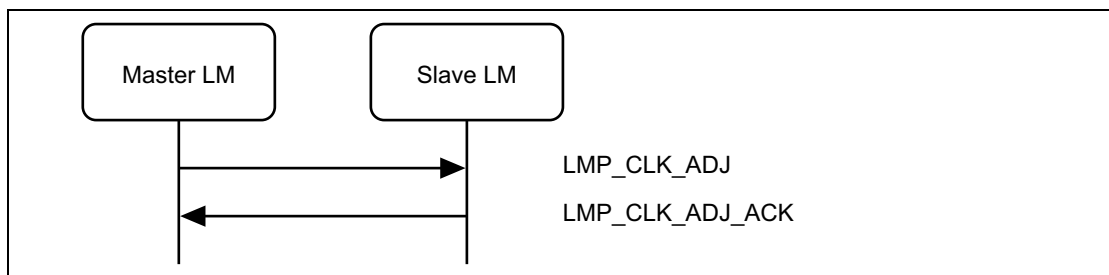 Master LM
Slave LM
LMP_CLK_ADJ
LMP_CLK_ADJ_ACK